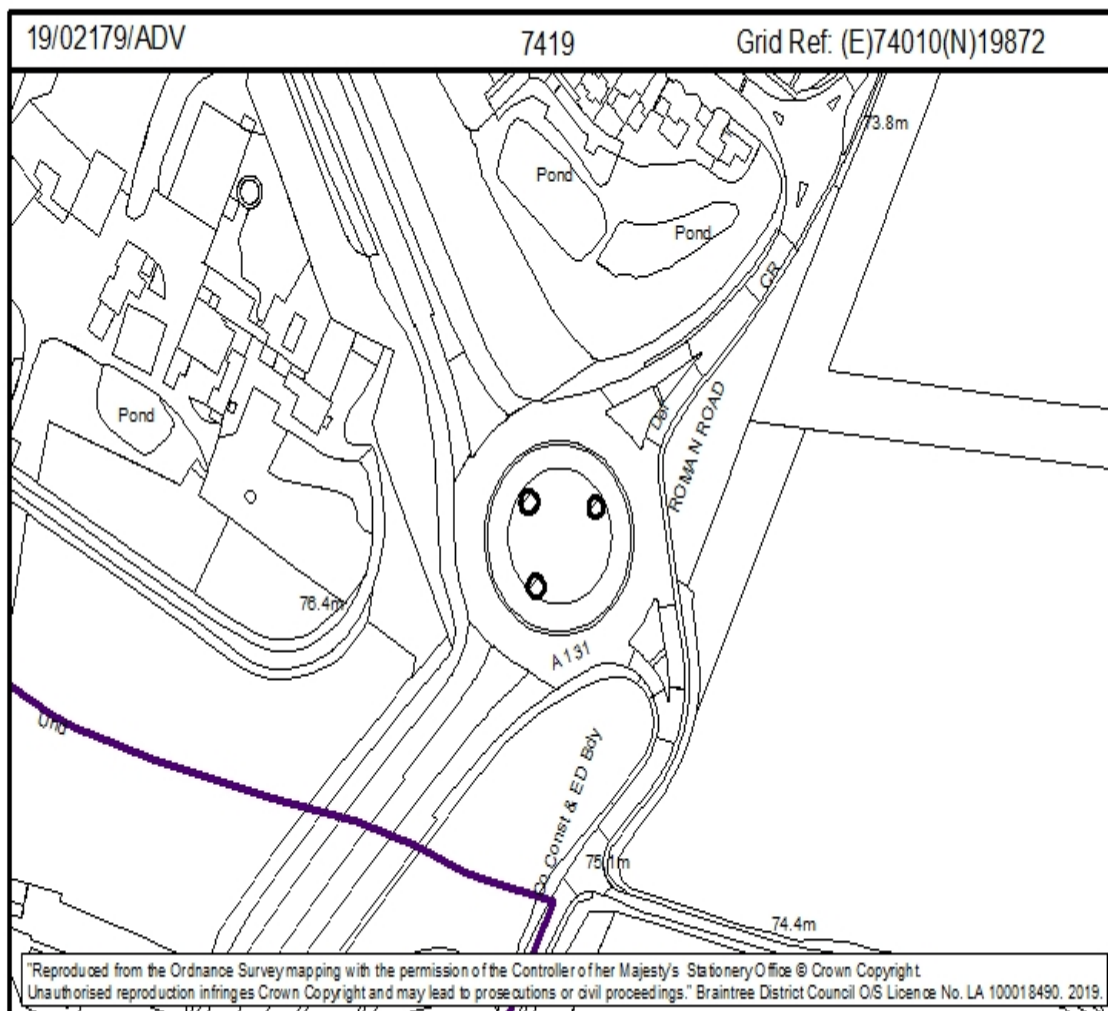 19/02179/ADV
7419
Grid Ref: (E)74010(N)19872
73.8m
Pond
Pond
GR
Pond
Def
ROMAN ROAD
76.4m
A 131
Und
Co Const & ED Bdy
75.1m
74.4m
"Reproduced from the Ordnance Survey mapping with the permission of the Controller of her Majesty's Stationery Office © Crown Copyright.
Unauthorised reproduction infringes Crown Copyright and may lead to prosecutions or civil proceedings." Braintree District Council O/S Licence No. LA 100018490. 2019.